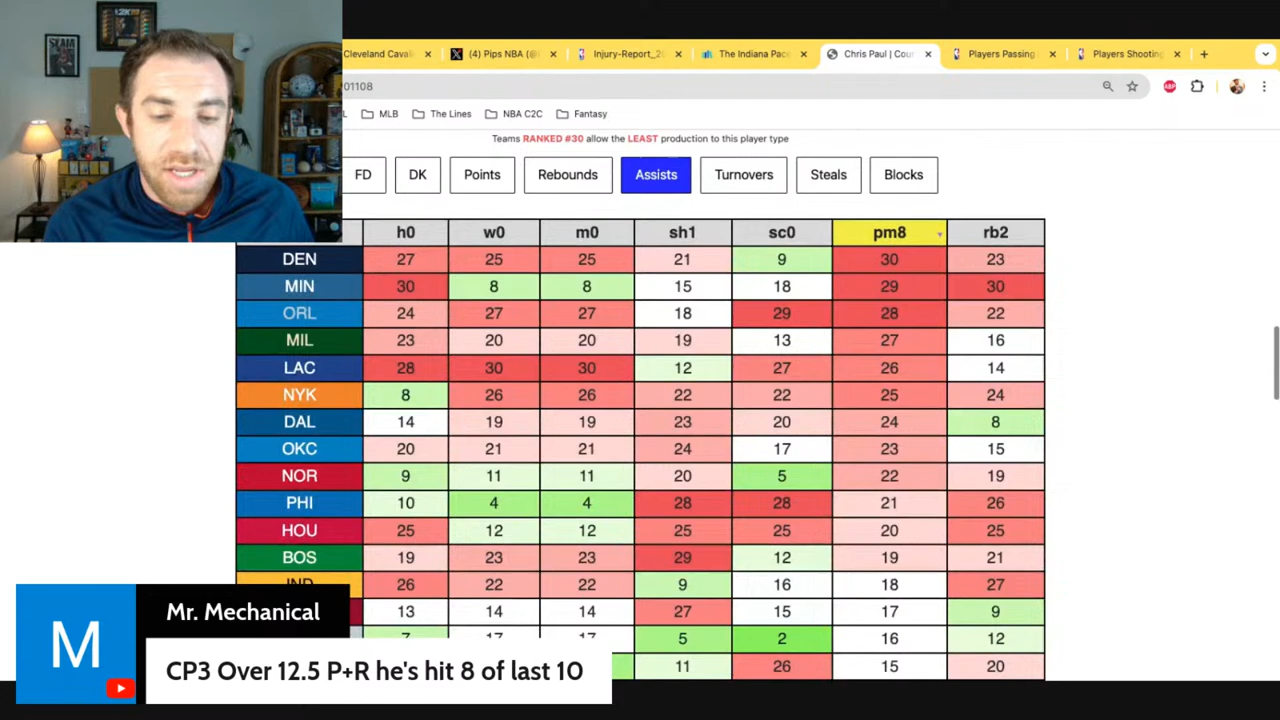 Cleveland Caval
(4) Pips NBA (@
Injury-Report_20
The Indiana Pace
Chris Paul | Cou
Players Passing
Players Shooting
01108
MLB
The Lines
NBA C2C
Fantasy
Teams RANKED #30 allow the LEAST production to this player type
FD DK Points Rebounds Assists Turnovers Steals Blocks
h0 w0 m0 sh1 sc0 pm8 rb2
DEN 27 25 25 21 9 30 23
MIN 30 8 8 15 18 29 30
ORL 24 27 27 18 29 28 22
MIL 23 20 20 19 13 27 16
LAC 28 30 30 12 27 26 14
NYK 8 26 26 22 22 25 24
DAL 14 19 19 23 20 24 8
OKC 20 21 21 24 17 23 15
NOR 9 11 11 20 5 22 19
PHI 10 4 4 28 28 21 26
HOU 25 12 12 25 25 20 25
BOS 19 23 23 29 12 19 21
IND 26 22 22 9 16 18 27
13 14 14 27 15 17 9
7 17 17 5 2 16 12
11 26 15 20
M
Mr. Mechanical
CP3 Over 12.5 P+R he's hit 8 of last 10